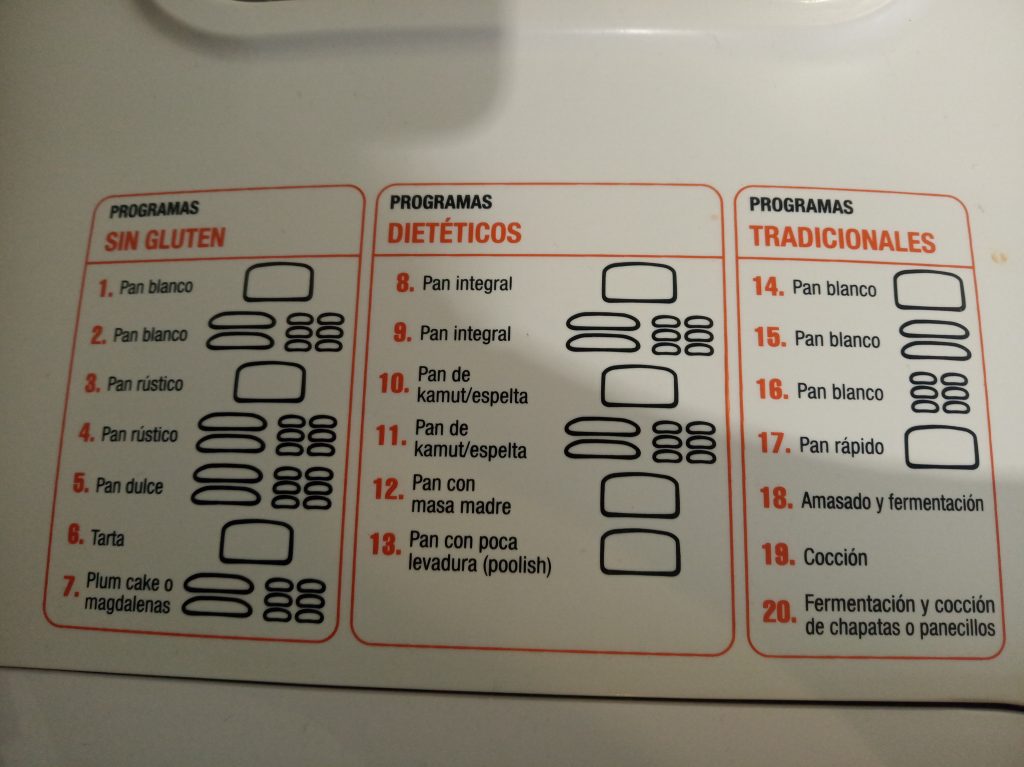 PROGRAMAS
SIN GLUTEN
1. Pan blanco
2. Pan blanco
3. Pan rústico
4. Pan rústico
5. Pan dulce
6. Tarta
7. Plum cake o
magdalenas
PROGRAMAS
DIETÉTICOS
8. Pan integral
9. Pan integral
10. Pan de
kamut/espelta
11. Pan de
kamut/espelta
12. Pan con
masa madre
13. Pan con poca
levadura (poolish)
PROGRAMAS
TRADICIONALES
14. Pan blanco
15. Pan blanco
16. Pan blanco
17. Pan rápido
18. Amasado y fermentación
19. Cocción
20. Fermentación y cocción
de chapatas o panecillos